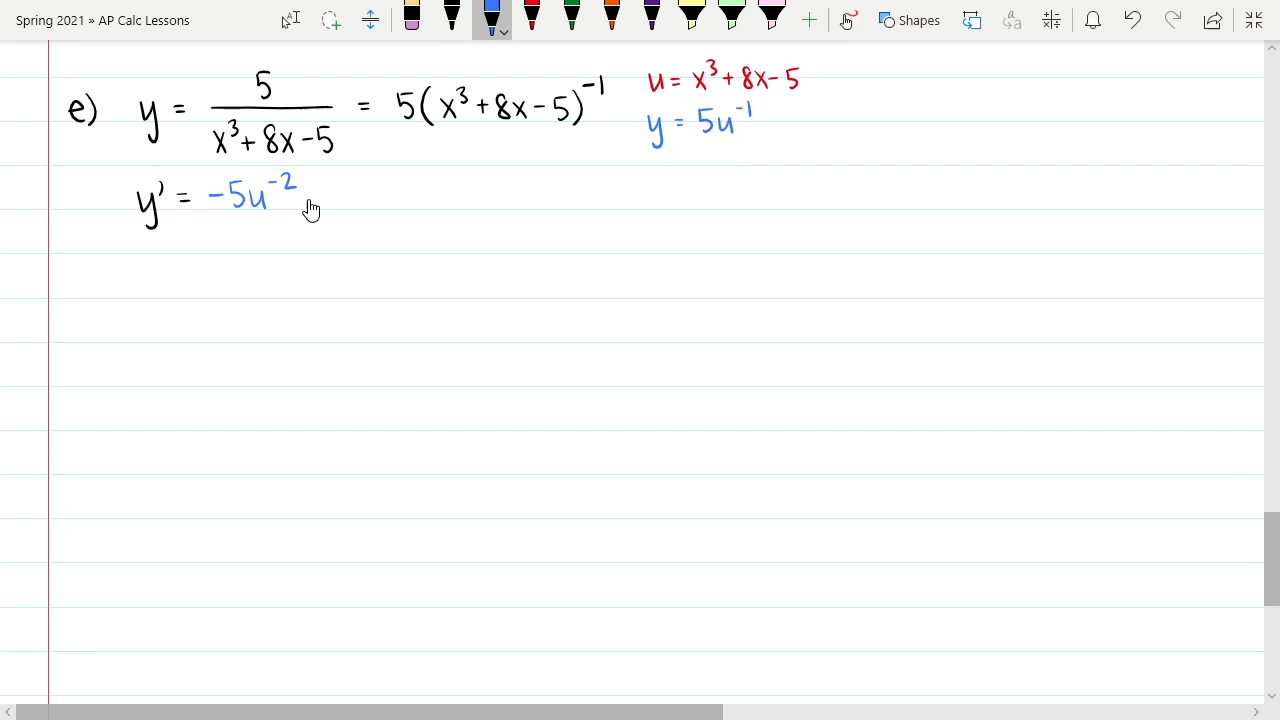 Spring 2021 » AP Calc Lessons
Shapes
e) y = 5/(x³+8x−5) = 5(x³+8x−5)⁻¹
u = x³+8x−5
y = 5u⁻¹
y' = −5u⁻²